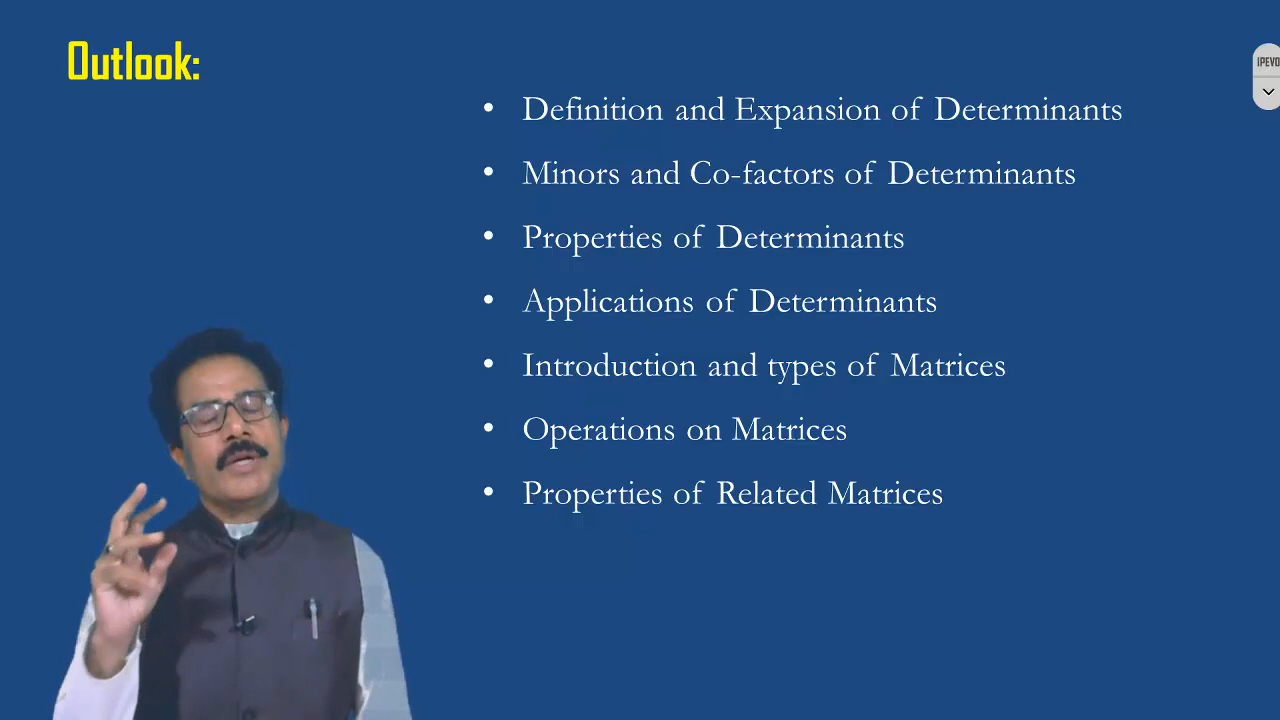 Outlook:
IPEVO
• Definition and Expansion of Determinants
• Minors and Co-factors of Determinants
• Properties of Determinants
• Applications of Determinants
• Introduction and types of Matrices
• Operations on Matrices
• Properties of Related Matrices